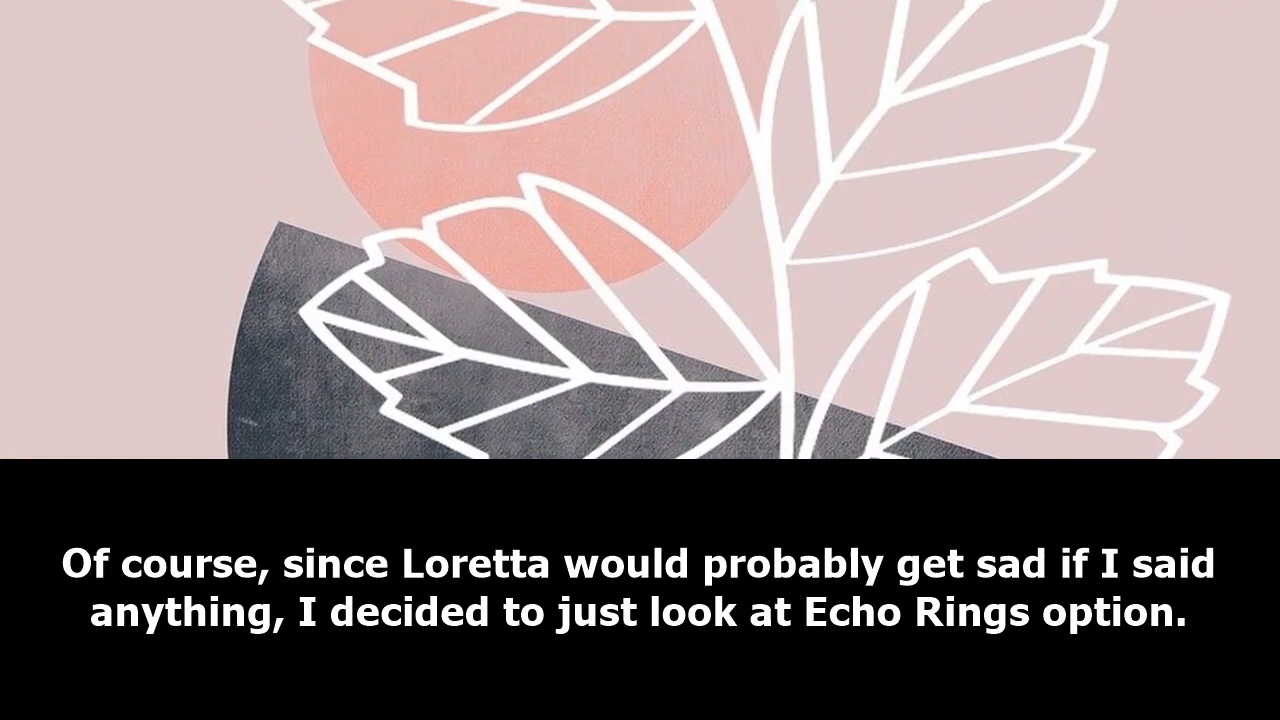 Of course, since Loretta would probably get sad if I said
anything, I decided to just look at Echo Rings option.